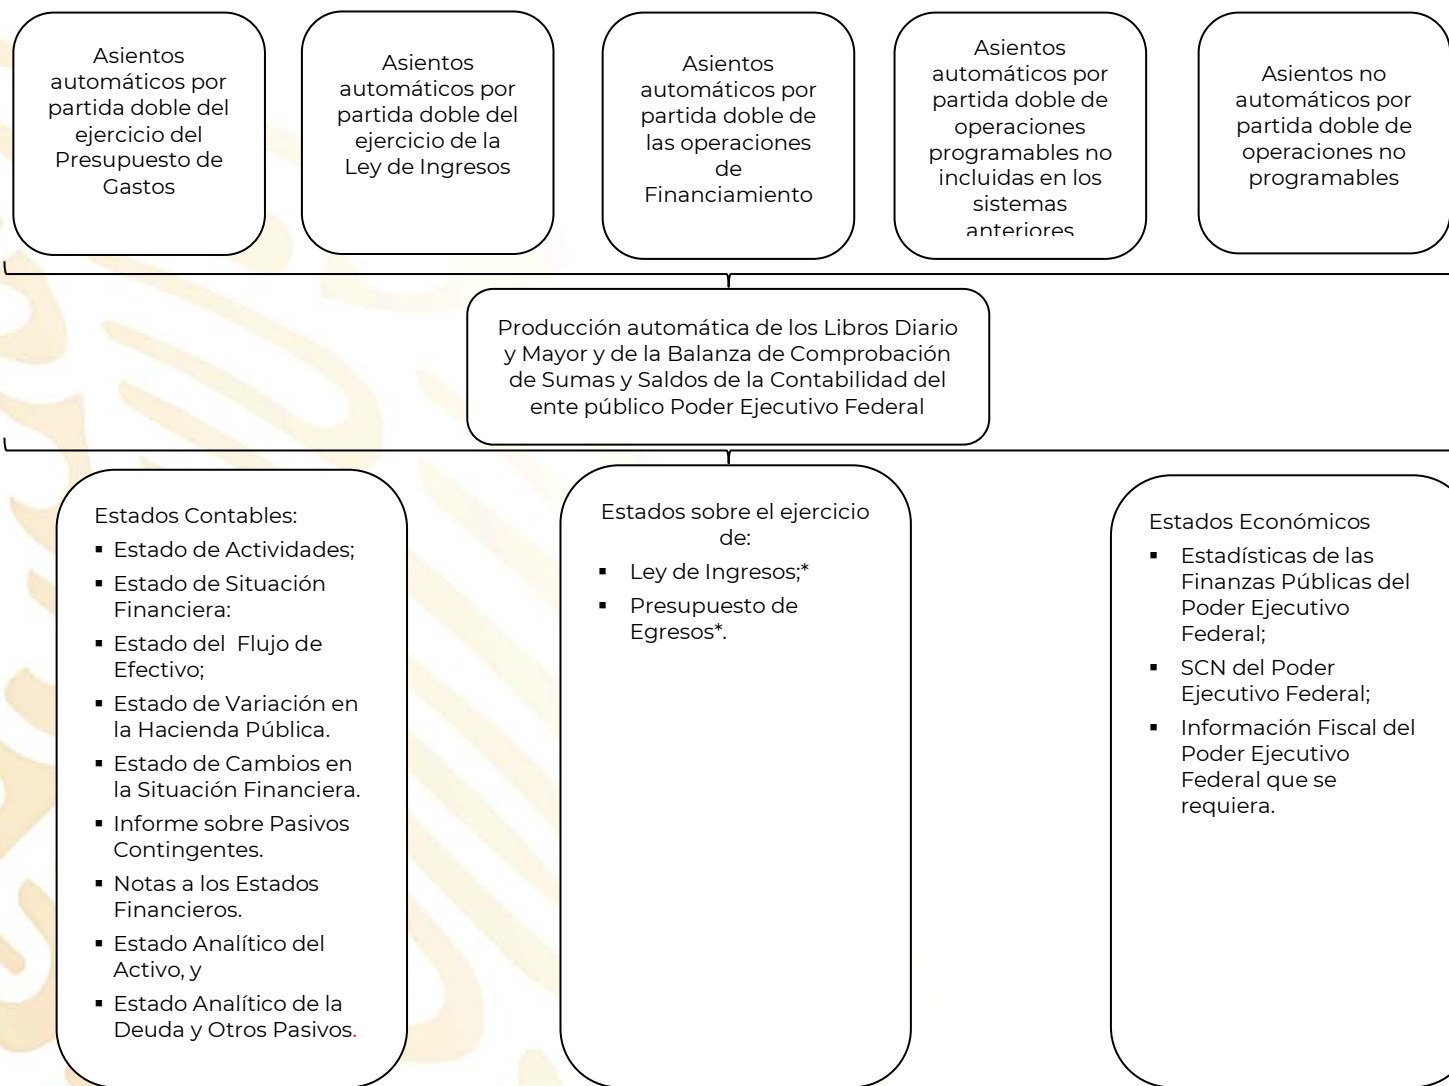 Asientos
automáticos por
partida doble del
ejercicio del
Presupuesto de
Gastos
Asientos
automáticos por
partida doble del
ejercicio de la
Ley de Ingresos
Asientos
automáticos por
partida doble de
las operaciones
de
Financiamiento
Asientos
automáticos por
partida doble de
operaciones
programables no
incluidas en los
sistemas
anteriores
Asientos no
automáticos por
partida doble de
operaciones no
programables
Producción automática de los Libros Diario
y Mayor y de la Balanza de Comprobación
de Sumas y Saldos de la Contabilidad del
ente público Poder Ejecutivo Federal
Estados Contables:
▪ Estado de Actividades;
▪ Estado de Situación
Financiera:
▪ Estado del Flujo de
Efectivo;
▪ Estado de Variación en
la Hacienda Pública.
▪ Estado de Cambios en
la Situación Financiera.
▪ Informe sobre Pasivos
Contingentes.
▪ Notas a los Estados
Financieros.
▪ Estado Analítico del
Activo, y
▪ Estado Analítico de la
Deuda y Otros Pasivos.
Estados sobre el ejercicio
de:
▪ Ley de Ingresos;*
▪ Presupuesto de
Egresos*.
Estados Económicos
▪ Estadísticas de las
Finanzas Públicas del
Poder Ejecutivo
Federal;
▪ SCN del Poder
Ejecutivo Federal;
▪ Información Fiscal del
Poder Ejecutivo
Federal que se
requiera.